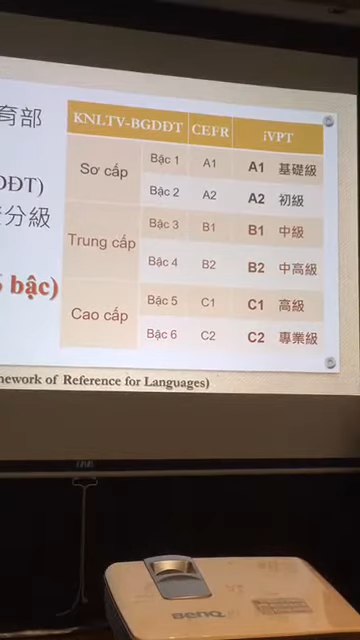 育部
KNLTV-BGDĐT CEFR iVPT
Sơ cấp
Bậc 1 A1 A1 基礎級
ĐT)
Bậc 2 A2 A2 初級
分級
Trung cấp
Bậc 3 B1 B1 中級
Bậc 4 B2 B2 中高級
bậc)
Cao cấp
Bậc 5 C1 C1 高級
Bậc 6 C2 C2 專業級
ework of Reference for Languages)
BenQ